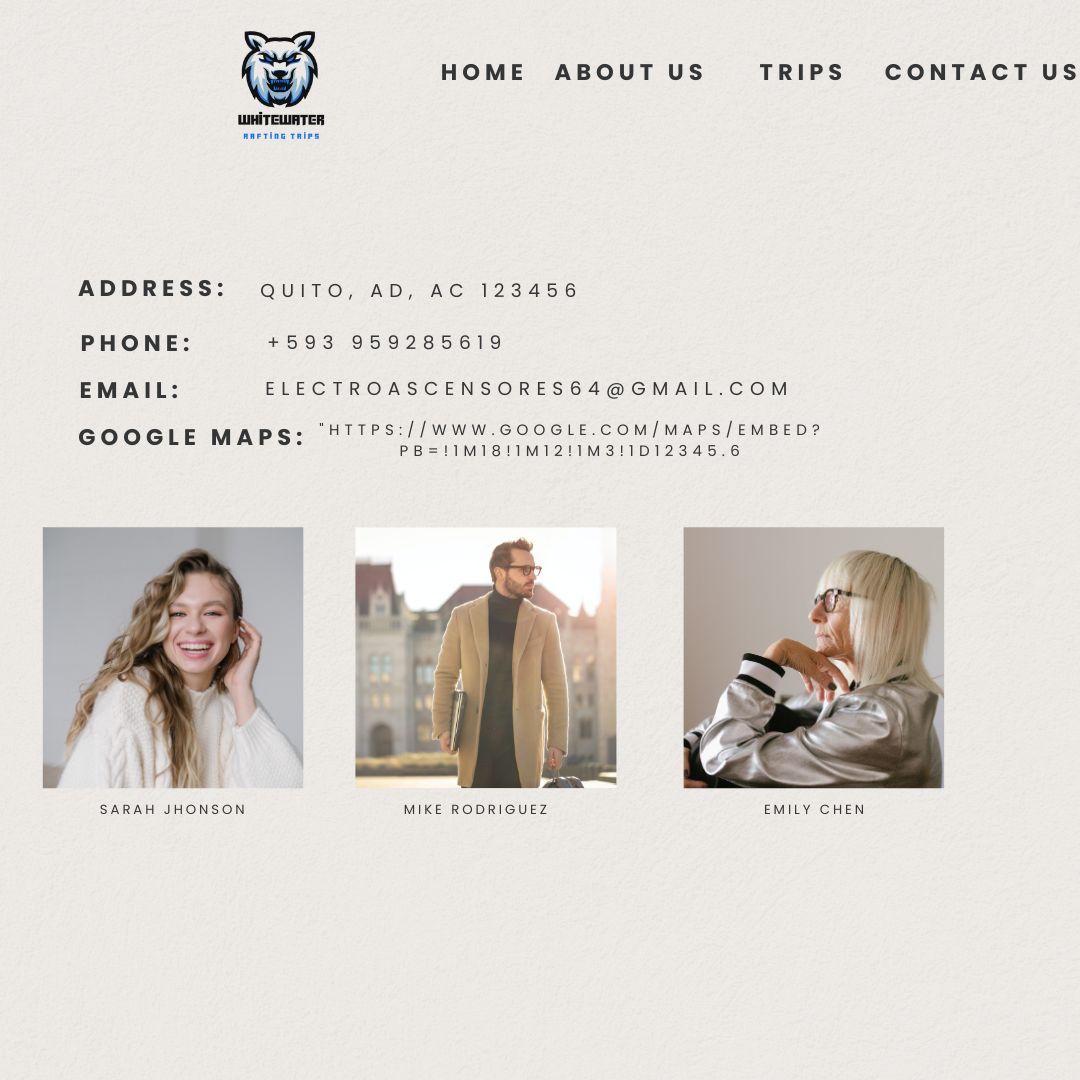 WHITEWATER
RAFTING TRIPS
HOME ABOUT US TRIPS CONTACT US
ADDRESS: QUITO, AD, AC 123456
PHONE: +593 959285619
EMAIL: ELECTROASCENSORES64@GMAIL.COM
GOOGLE MAPS: "HTTPS://WWW.GOOGLE.COM/MAPS/EMBED?
PB=!1M18!1M12!1M3!1D12345.6
SARAH JHONSON MIKE RODRIGUEZ EMILY CHEN